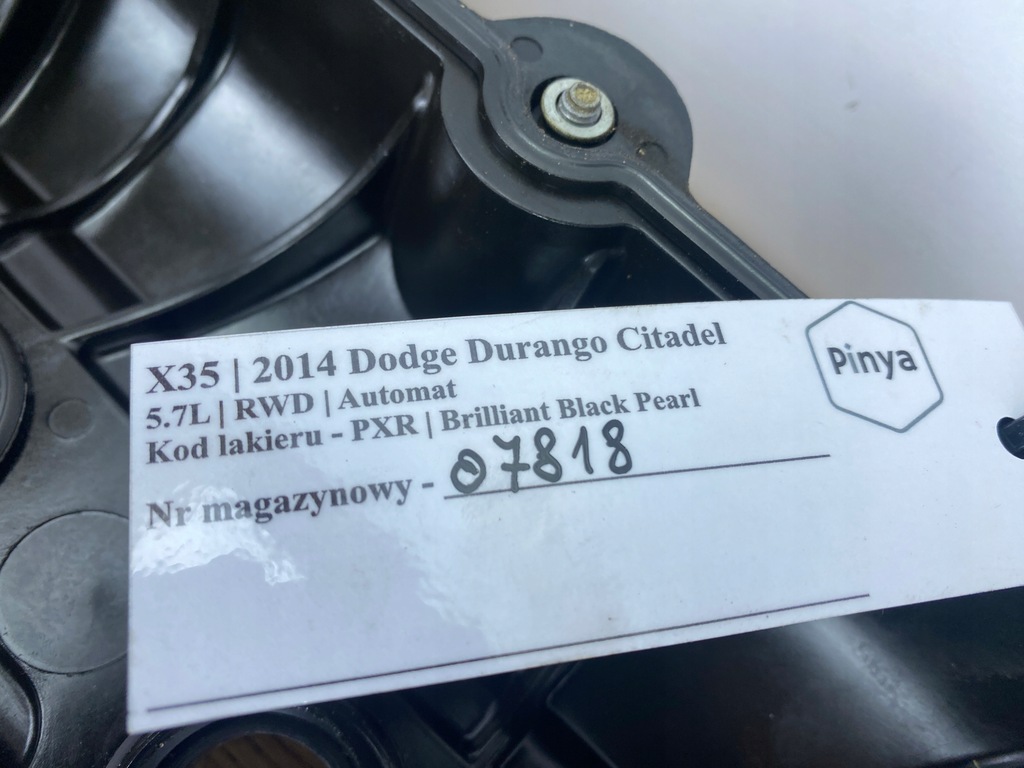 X35 | 2014 Dodge Durango Citadel
5.7L | RWD | Automat
Kod lakieru - PXR | Brilliant Black Pearl
Nr magazynowy - 07818
Pinya